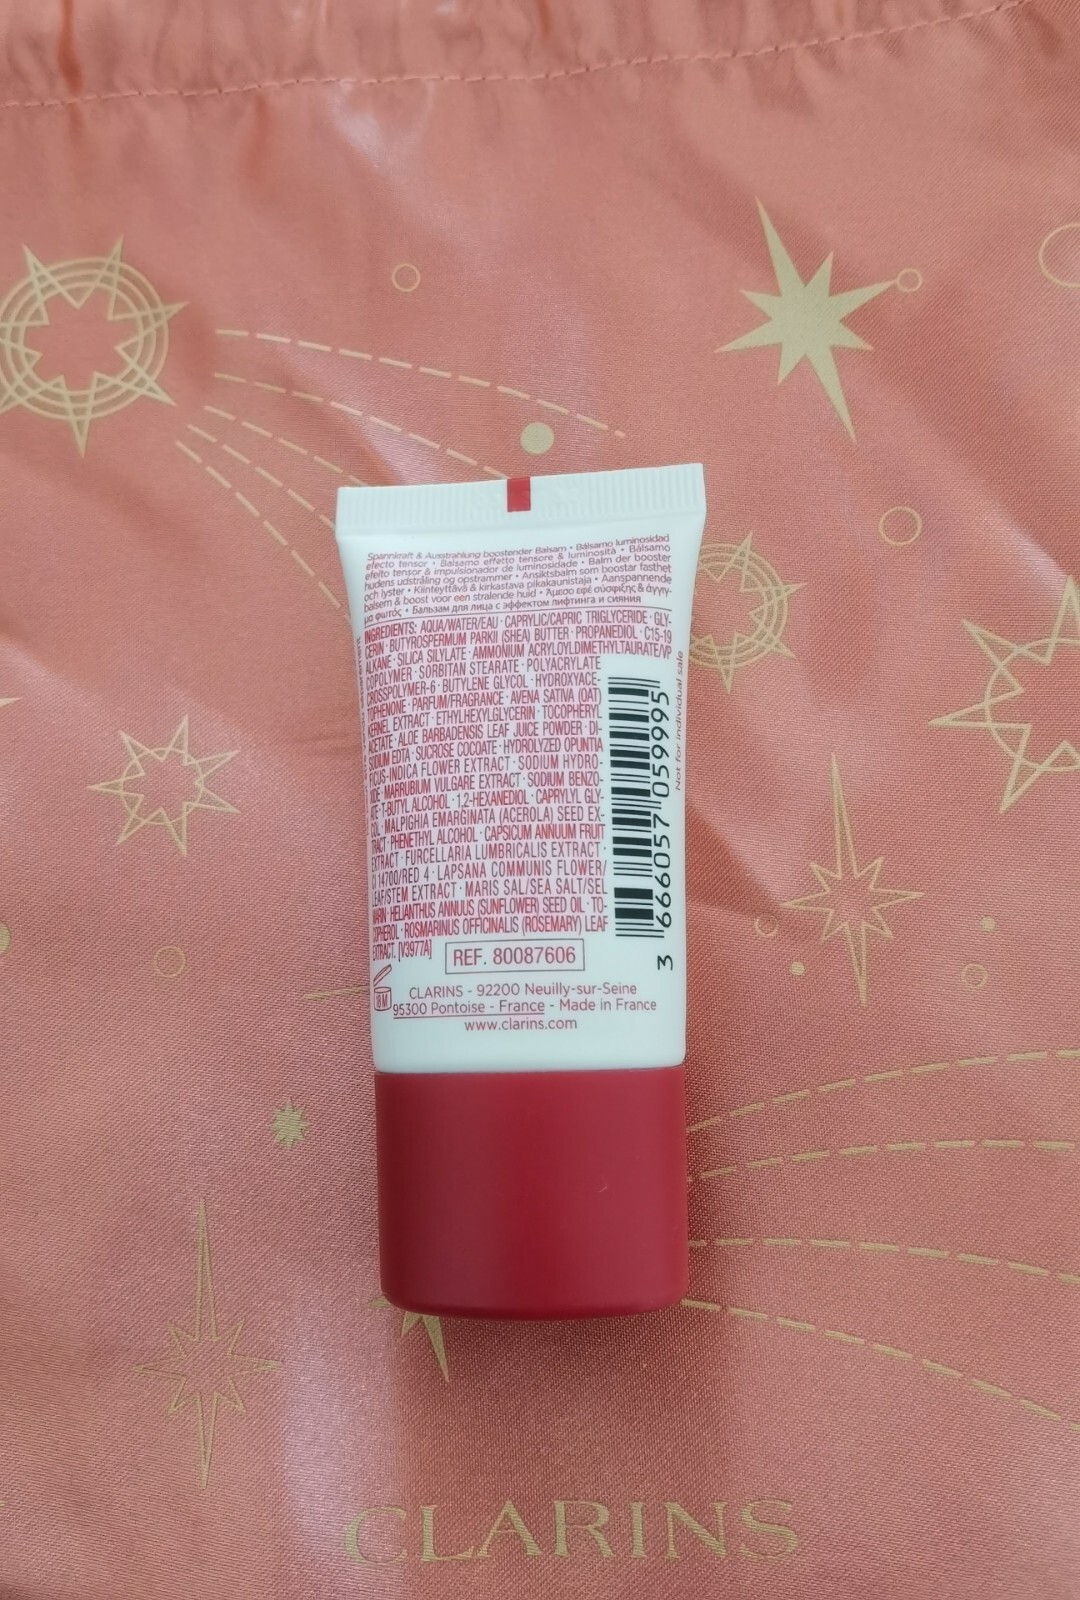 Spannkraft & Ausstrahlung boostender Balsam • Bálsamo luminosidad
efecto tensor • Balsamo effetto tensore & luminosità • Bálsamo
efeito tensor & impulsionador de luminosidade • Balm der booster
hudens udstråling og opstrammer • Ansiktsbalm som boostar fasthet
och lyster • Kiinteyttävä & kirkastava pikakaunistaja • Aanspannende
balsem & boost voor een stralende huid • Άμεσο εφέ σύσφιξης &
φωτός • Бальзам для лица с эффектом лифтинга и сияния
INGREDIENTS: AQUA/WATER/EAU · CAPRYLIC/CAPRIC TRIGLYCERIDE · GLY-
CERIN · BUTYROSPERMUM PARKII (SHEA) BUTTER · PROPANEDIOL · C15-19
ALKANE · SILICA SILYLATE · AMMONIUM ACRYLOYLDIMETHYLTAURATE/VP
COPOLYMER · SORBITAN STEARATE · POLYACRYLATE
CROSSPOLYMER-6 · BUTYLENE GLYCOL · HYDROXYACE-
TOPHENONE · PARFUM/FRAGRANCE · AVENA SATIVA (OAT)
KERNEL EXTRACT · ETHYLHEXYLGLYCERIN · TOCOPHERYL
ACETATE · ALOE BARBADENSIS LEAF JUICE POWDER · DI-
SODIUM EDTA · SUCROSE COCOATE · HYDROLYZED OPUNTIA
FICUS-INDICA FLOWER EXTRACT · SODIUM HYDRO-
XIDE · MARRUBIUM VULGARE EXTRACT · SODIUM BENZO-
ATE · T-BUTYL ALCOHOL · 1,2-HEXANEDIOL · CAPRYLYL GLY-
COL · MALPIGHIA EMARGINATA (ACEROLA) SEED EX-
TRACT · PHENETHYL ALCOHOL · CAPSICUM ANNUUM FRUIT
EXTRACT · FURCELLARIA LUMBRICALIS EXTRACT ·
CI 14700/RED 4 · LAPSANA COMMUNIS FLOWER/
LEAF/STEM EXTRACT · MARIS SAL/SEA SALT/SEL
MARIN · HELIANTHUS ANNUUS (SUNFLOWER) SEED OIL · TO-
COPHEROL · ROSMARINUS OFFICINALIS (ROSEMARY) LEAF
EXTRACT. [V3977A]
3 666057 059995
Not for individual sale
REF. 80087606
18 M
CLARINS - 92200 Neuilly-sur-Seine
95300 Pontoise - France - Made in France
www.clarins.com
CLARINS